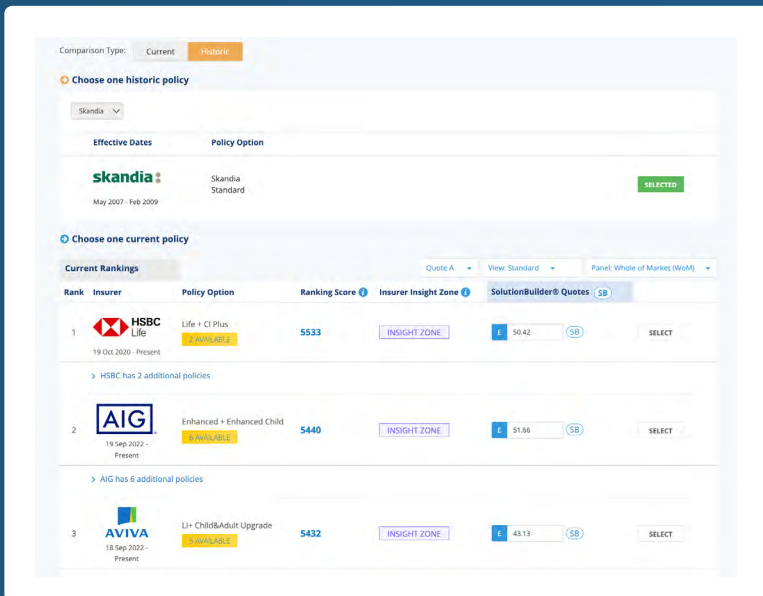 Comparison Type: Current Historic
Choose one historic policy
Skandia
Effective Dates Policy Option
skandia: Skandia
Standard
SELECTED
May 2007 - Feb 2009
Choose one current policy
Current Rankings Quote A View: Standard Panel: Whole of Market (WoM)
Rank Insurer Policy Option Ranking Score i Insurer Insight Zone i SolutionBuilder® Quotes SB
1 HSBC Life Life + CI Plus 5533 INSIGHT ZONE £ 50.42 SB SELECT
2 AVAILABLE
19 Oct 2020 - Present
> HSBC has 2 additional policies
2 AIG Enhanced + Enhanced Child 5440 INSIGHT ZONE £ 51.66 SB SELECT
6 AVAILABLE
19 Sep 2022 -
Present
> AIG has 6 additional policies
3 AVIVA LI+ Child&Adult Upgrade 5432 INSIGHT ZONE £ 43.13 SB SELECT
5 AVAILABLE
18 Sep 2022 -
Present